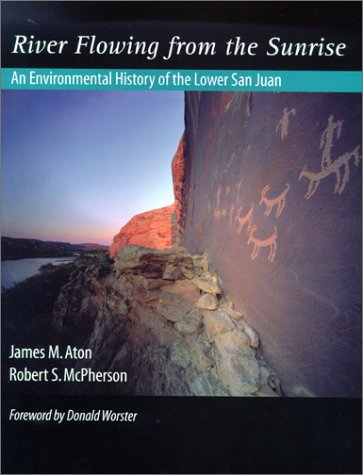 River Flowing from the Sunrise
An Environmental History of the Lower San Juan
James M. Aton
Robert S. McPherson
Foreword by Donald Worster